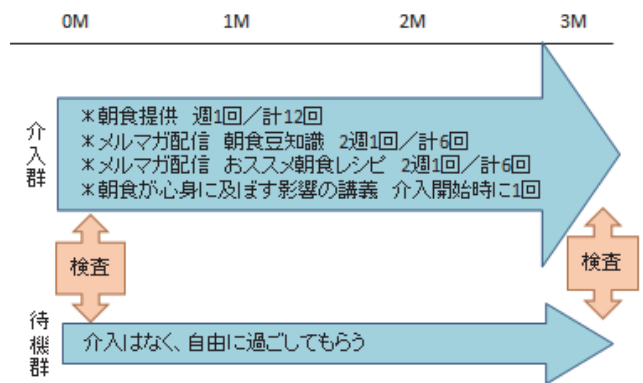 0M 1M 2M 3M
介入群
＊朝食提供 週1回／計12回
＊メルマガ配信 朝食豆知識 2週1回／計6回
＊メルマガ配信 おススメ朝食レシピ 2週1回／計6回
＊朝食が心身に及ぼす影響の講義 介入開始時に1回
検査 検査
待機群
介入はなく、自由に過ごしてもらう